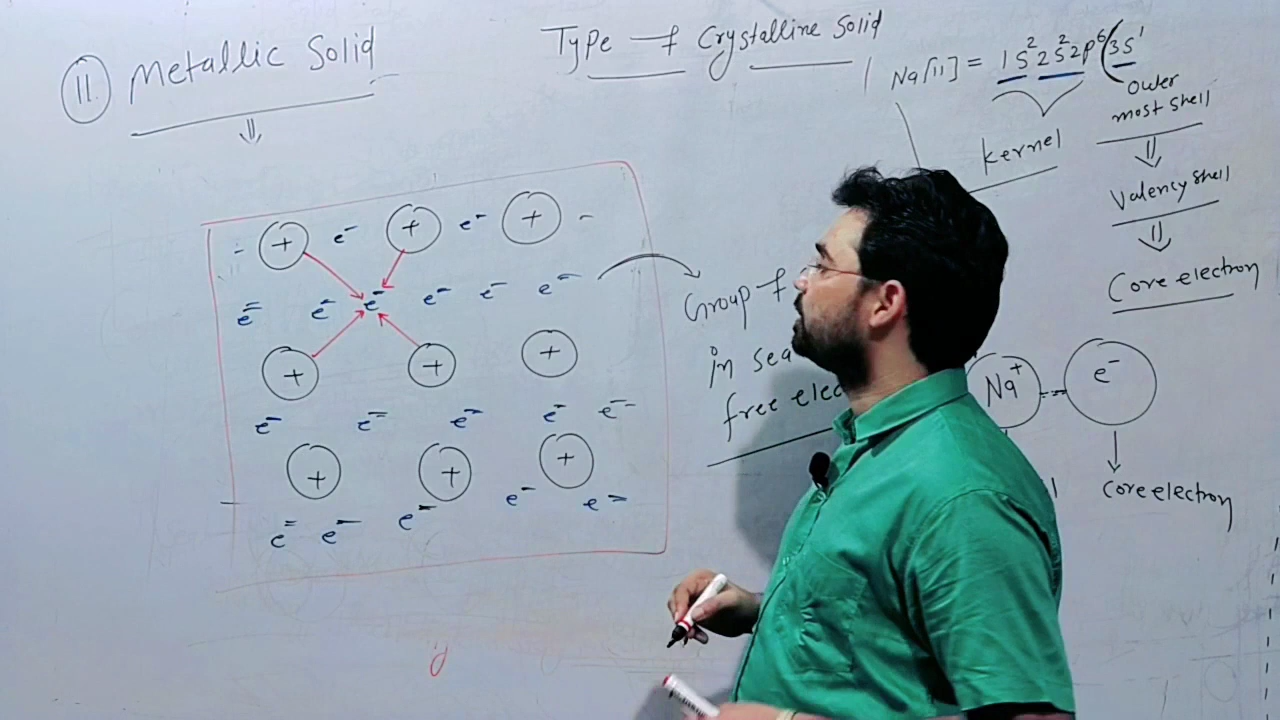 Type of Crystalline Solid
II. Metallic Solid
Na[11] = 1s² 2s² 2p⁶ (3s¹
Kernel
Outer
most shell
⇓
Valency shell
⇓
Core electron
+ e⁻ + e⁻ + -
e⁻ e⁻ e⁻ e⁻ e⁻ e⁻
+ + +
e⁻ e⁻ e⁻ e⁻ e⁻
+ + +
e⁻ e⁻ e⁻ e⁻ e⁻
Group of
in sea
free
Na⁺ -- e⁻
Core electron